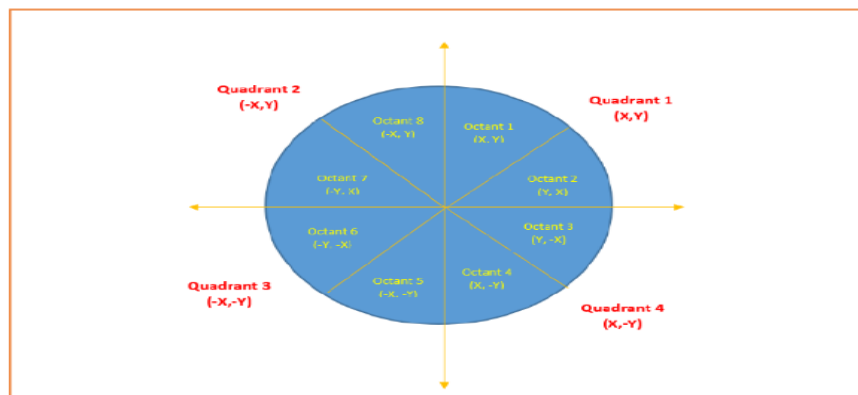 Quadrant 2
(-X,Y)
Quadrant 1
(X,Y)
Octant 8
(-X, Y)
Octant 1
(X, Y)
Octant 7
(-Y, X)
Octant 2
(Y, X)
Octant 6
(-Y, -X)
Octant 3
(Y, -X)
Octant 5
(-X, -Y)
Octant 4
(X, -Y)
Quadrant 3
(-X,-Y)
Quadrant 4
(X,-Y)